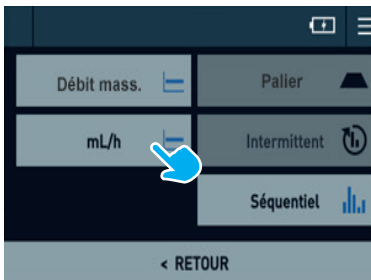 Débit mass.
Palier
mL/h
Intermittent
Séquentiel
< RETOUR